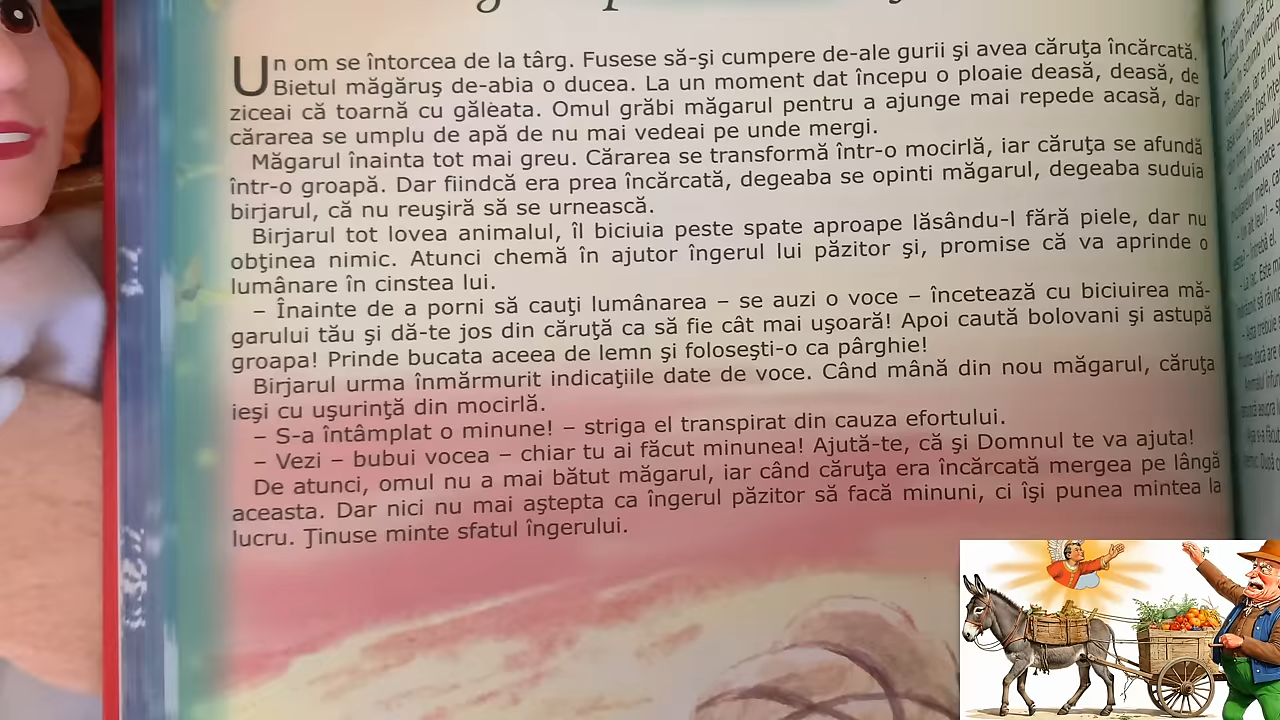 Un om se întorcea de la târg. Fusese să-şi cumpere de-ale gurii şi avea căruţa încărcată.
Bietul măgăruş de-abia o ducea. La un moment dat începu o ploaie deasă, deasă, de
ziceai că toarnă cu găleata. Omul grăbi măgarul pentru a ajunge mai repede acasă, dar
cărarea se umplu de apă de nu mai vedeai pe unde mergi.
Măgarul înainta tot mai greu. Cărarea se transformă într-o mocirlă, iar căruţa se afundă
într-o groapă. Dar fiindcă era prea încărcată, degeaba se opinti măgarul, degeaba suduia
birjarul, că nu reuşiră să se urnească.
Birjarul tot lovea animalul, îl biciuia peste spate aproape lăsându-l fără piele, dar nu
obţinea nimic. Atunci chemă în ajutor îngerul lui păzitor şi, promise că va aprinde o
lumânare în cinstea lui.
– Înainte de a porni să cauţi lumânarea – se auzi o voce – încetează cu biciuirea mă-
garului tău şi dă-te jos din căruţă ca să fie cât mai uşoară! Apoi caută bolovani şi astupă
groapa! Prinde bucata aceea de lemn şi foloseşti-o ca pârghie!
Birjarul urma înmărmurit indicaţiile date de voce. Când mână din nou măgarul, căruţa
ieşi cu uşurinţă din mocirlă.
– S-a întâmplat o minune! – striga el transpirat din cauza efortului.
– Vezi – bubui vocea – chiar tu ai făcut minunea! Ajută-te, că şi Domnul te va ajuta!
De atunci, omul nu a mai bătut măgarul, iar când căruţa era încărcată mergea pe lângă
aceasta. Dar nici nu mai aştepta ca îngerul păzitor să facă minuni, ci îşi punea mintea la
lucru. Ţinuse minte sfatul îngerului.